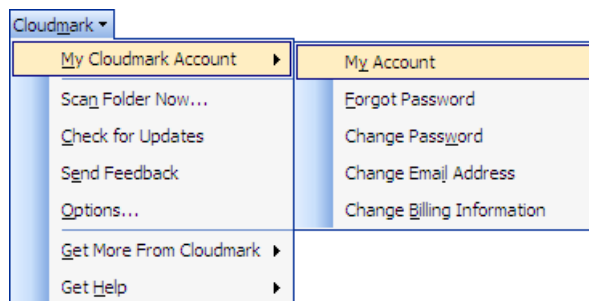 Cloudmark
My Cloudmark Account
Scan Folder Now...
Check for Updates
Send Feedback
Options...
Get More From Cloudmark
Get Help
My Account
Forgot Password
Change Password
Change Email Address
Change Billing Information